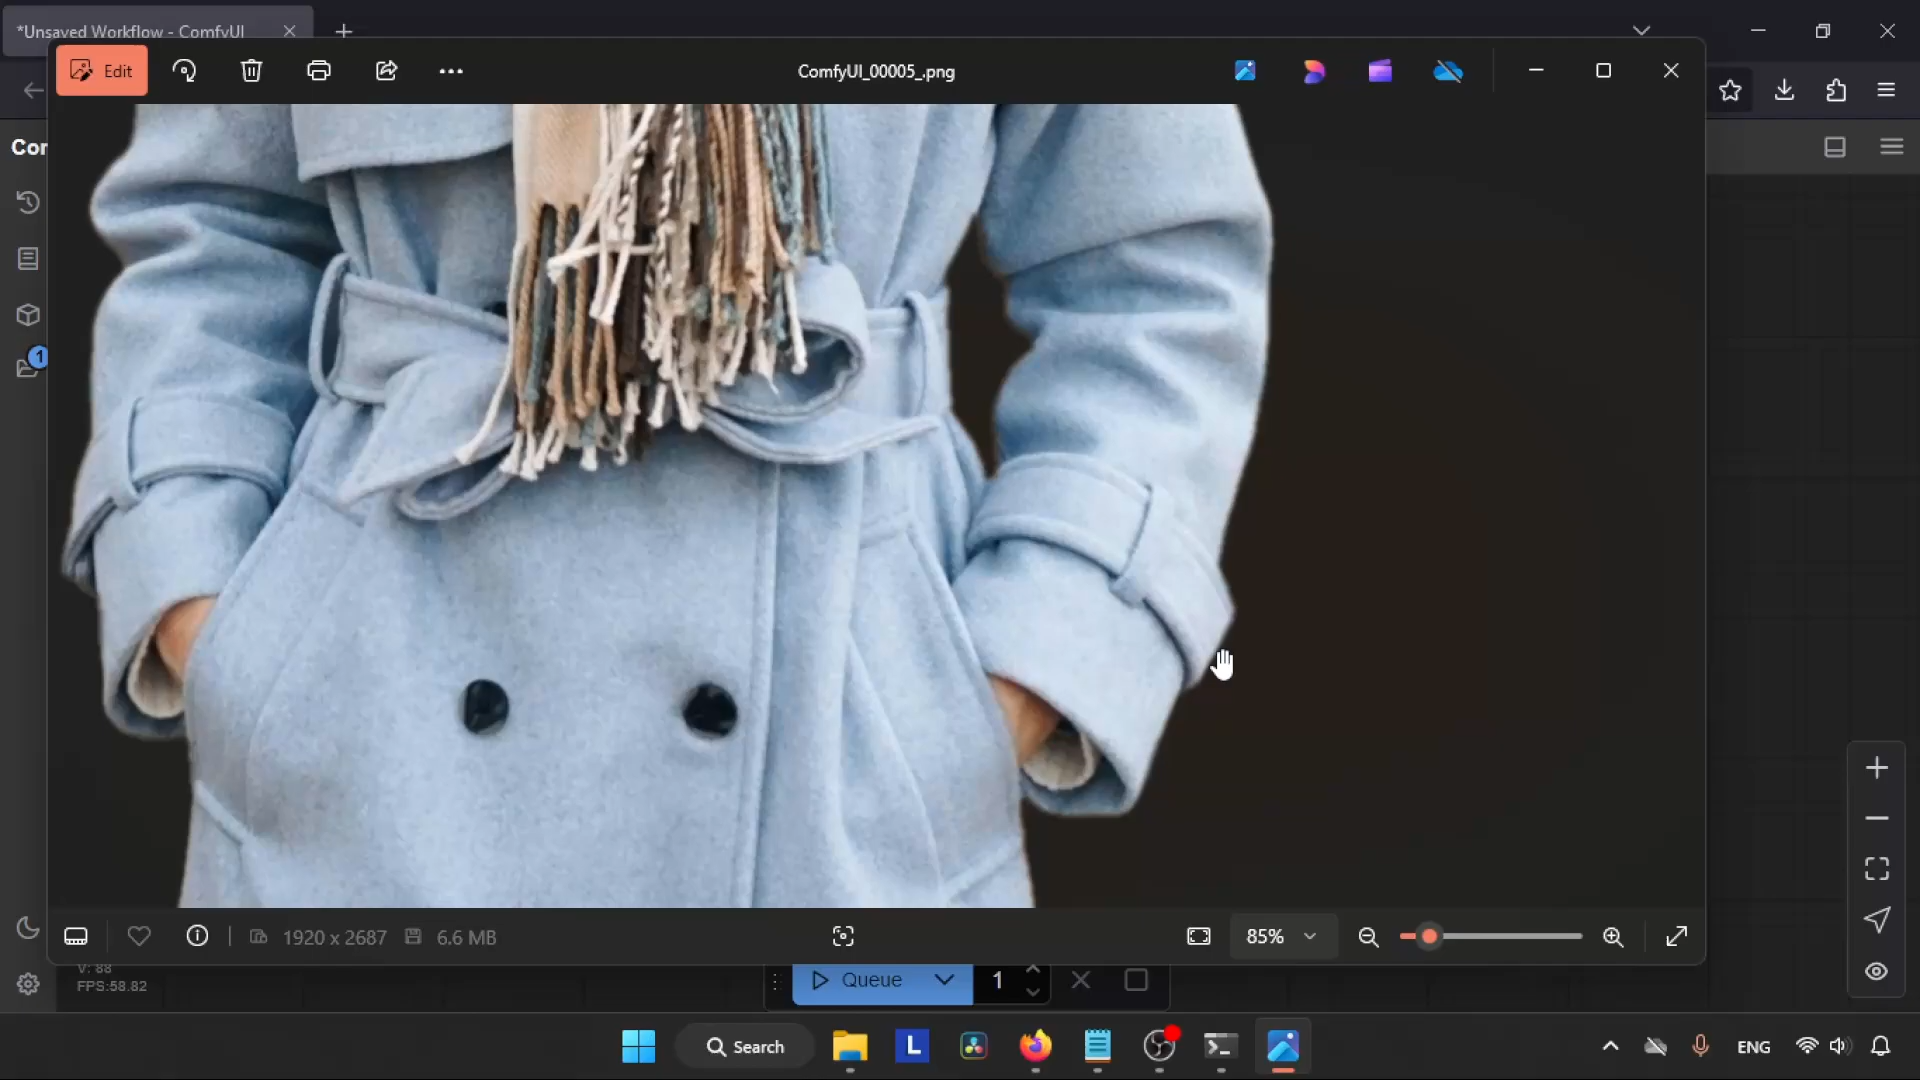 *Unsaved Workflow - ComfyUI
Edit
ComfyUI_00005_.png
Con
1
1920 x 2687
6.6 MB
85%
V: 88
FPS:58.82
Queue
1
Search
L
ENG